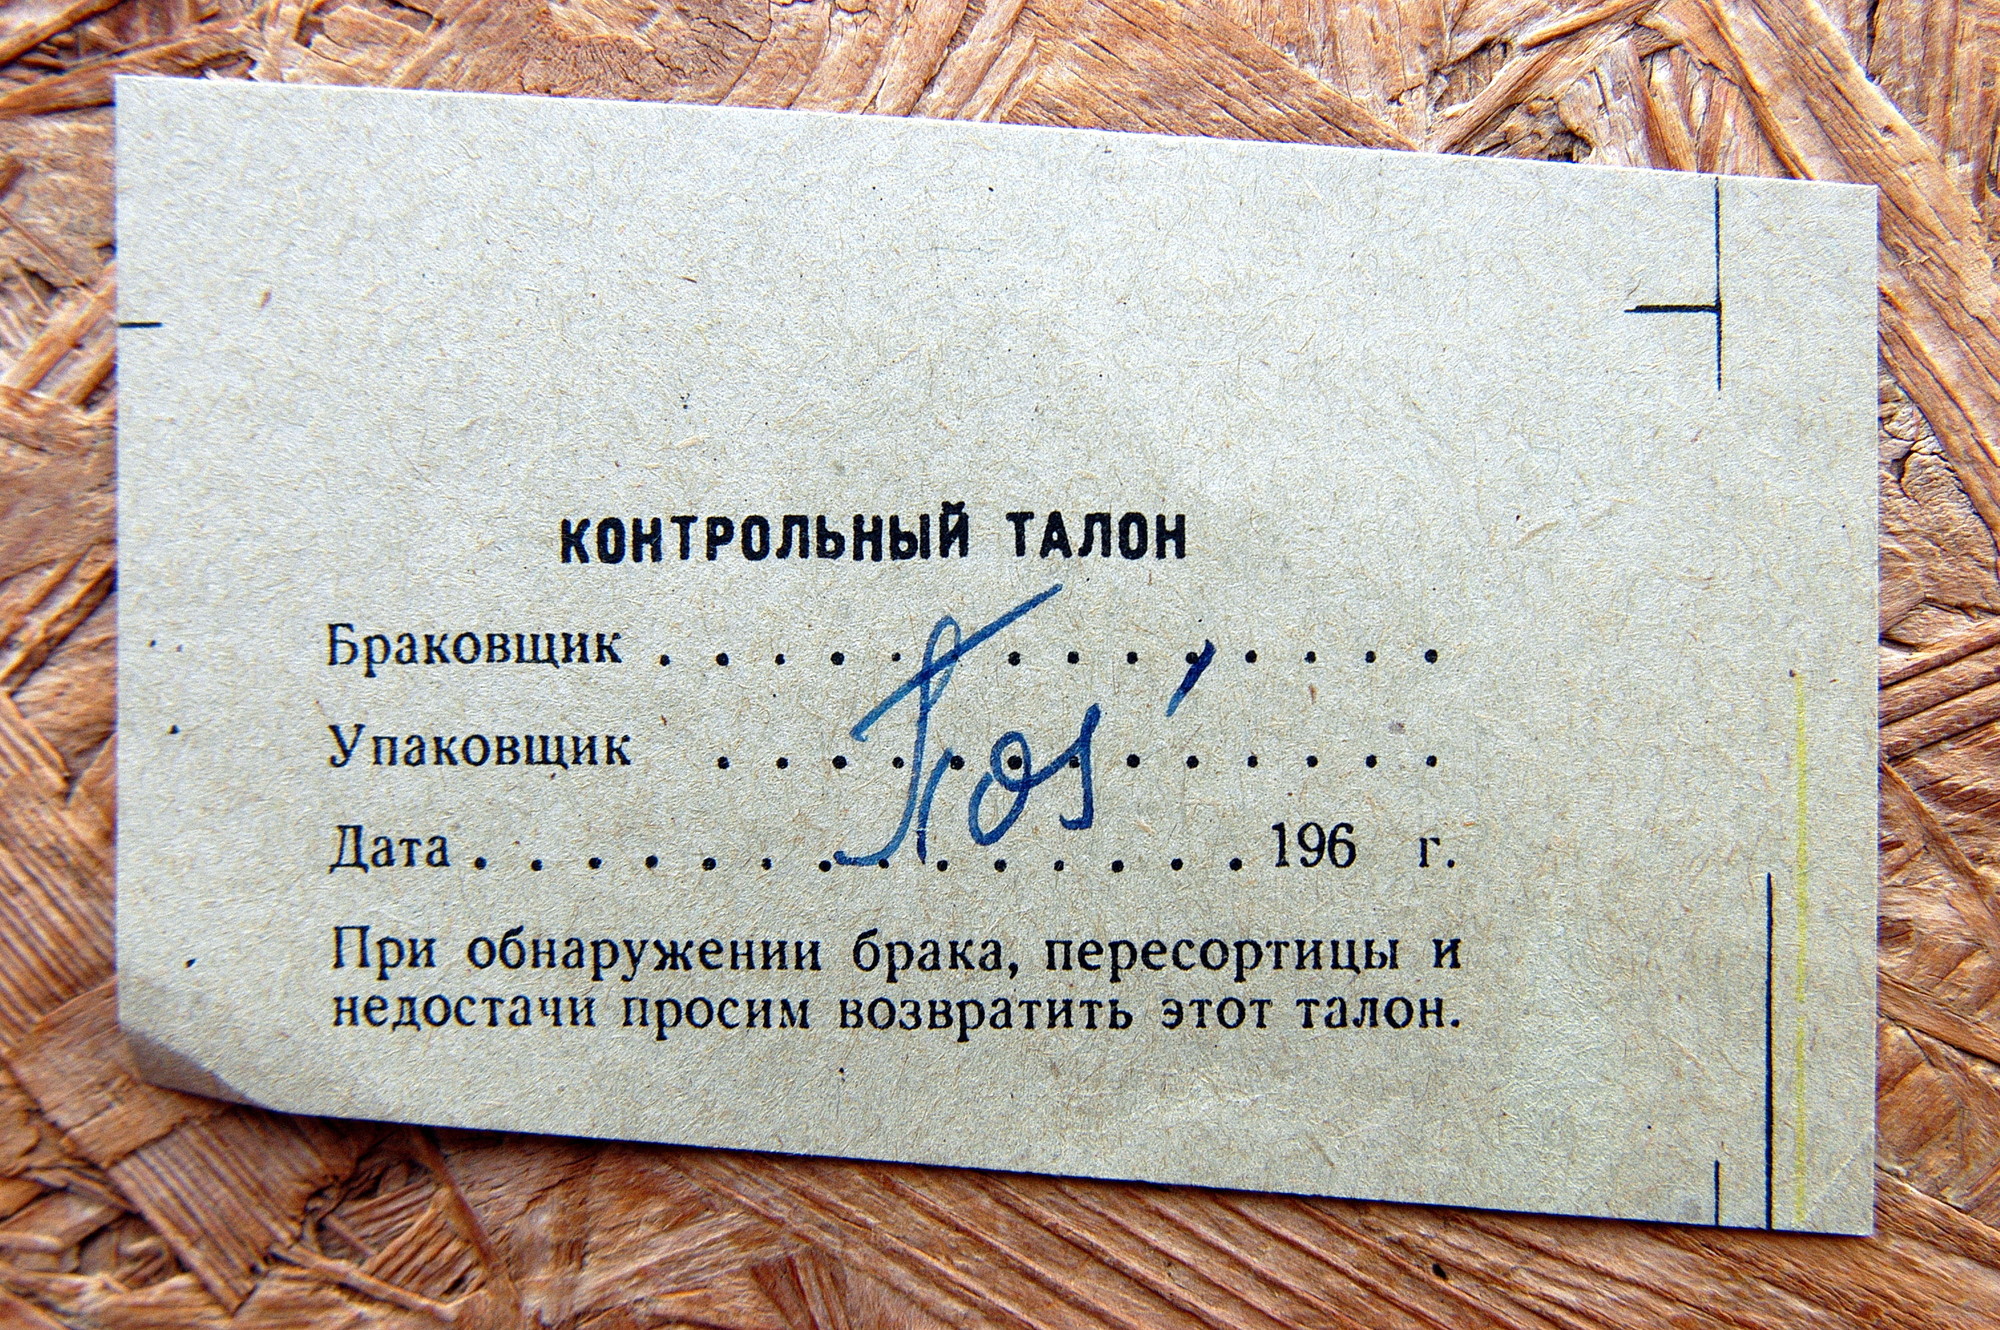 КОНТРОЛЬНЫЙ ТАЛОН
Браковщик . . . . . . . . . . . . . .
Упаковщик . . . . . . . . . . . . .
Дата . . . . . . . . . . . . . . 196 г.
При обнаружении брака, пересортицы и
недостачи просим возвратить этот талон.